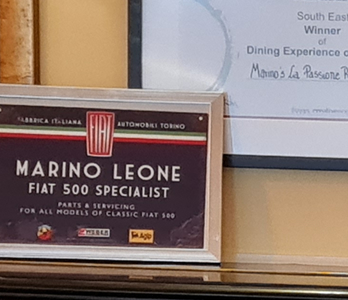 South East
Winner
of
Dining Experience o
Marino's La Passione R
FABBRICA ITALIANA FIAT AUTOMOBILI TORINO
MARINO LEONE
FIAT 500 SPECIALIST
PARTS & SERVICING
FOR ALL MODELS OF CLASSIC FIAT 500